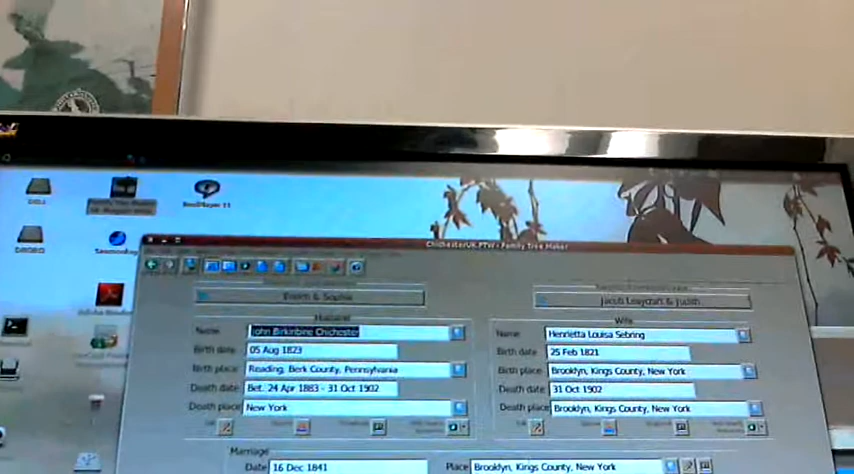 RealPlayer 11
ChichesterUK.FTW - Family Tree Maker
Edwin & Sophia
Jacob Losycraft & Judith
Husband
Wife
Name
John Birkinbine Chichester
Name
Henrietta Louisa Sebring
Birth date
05 Aug 1823
Birth date
25 Feb 1821
Birth place
Reading, Berk County, Pennsylvania
Birth place
Brooklyn, Kings County, New York
Death date
Bet. 24 Apr 1883 - 31 Oct 1902
Death date
31 Oct 1902
Death place
New York
Death place
Brooklyn, Kings County, New York
Marriage
Date
16 Dec 1841
Place
Brooklyn, Kings County, New York